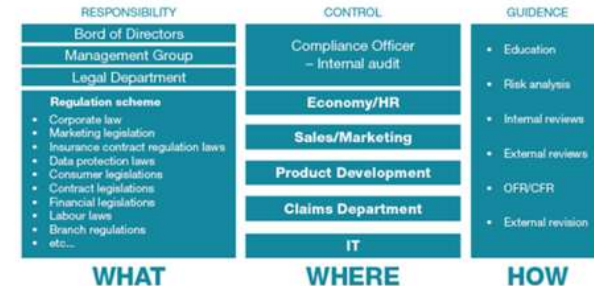 RESPONSIBILITY
Bord of Directors
Management Group
Legal Department
Regulation scheme
• Corporate law
• Marketing legislation
• Insurance contract regulation laws
• Data protection laws
• Consumer legislations
• Contract legislations
• Financial legislations
• Labour laws
• Branch regulations
• etc...
WHAT
CONTROL
Compliance Officer
– Internal audit
Economy/HR
Sales/Marketing
Product Development
Claims Department
IT
WHERE
GUIDENCE
• Education
• Risk analysis
• Internal reviews
• External reviews
• OFR/CFR
• External revision
HOW